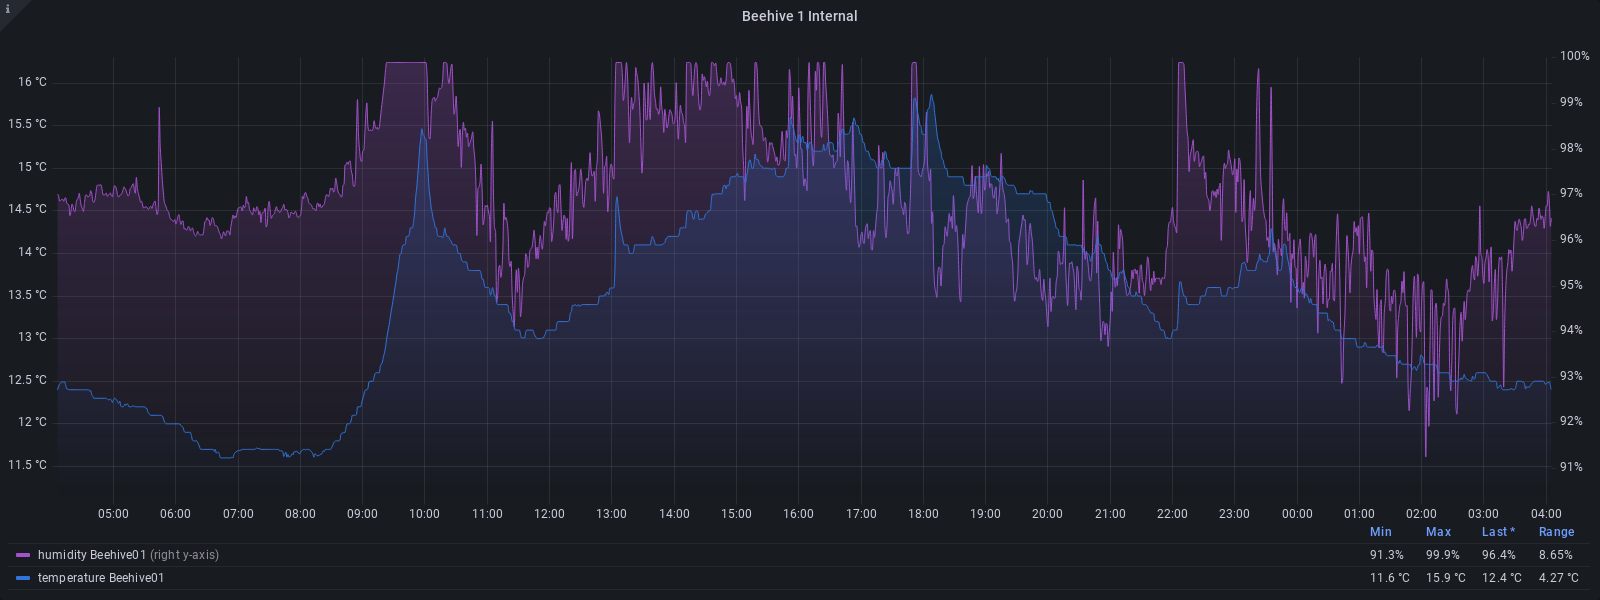 i
Beehive 1 Internal
16 °C
15.5 °C
15 °C
14.5 °C
14 °C
13.5 °C
13 °C
12.5 °C
12 °C
11.5 °C
100%
99%
98%
97%
96%
95%
94%
93%
92%
91%
05:00 06:00 07:00 08:00 09:00 10:00 11:00 12:00 13:00 14:00 15:00 16:00 17:00 18:00 19:00 20:00 21:00 22:00 23:00 00:00 01:00 02:00 03:00 04:00
Min Max Last * Range
humidity Beehive01 (right y-axis) 91.3% 99.9% 96.4% 8.65%
temperature Beehive01 11.6 °C 15.9 °C 12.4 °C 4.27 °C